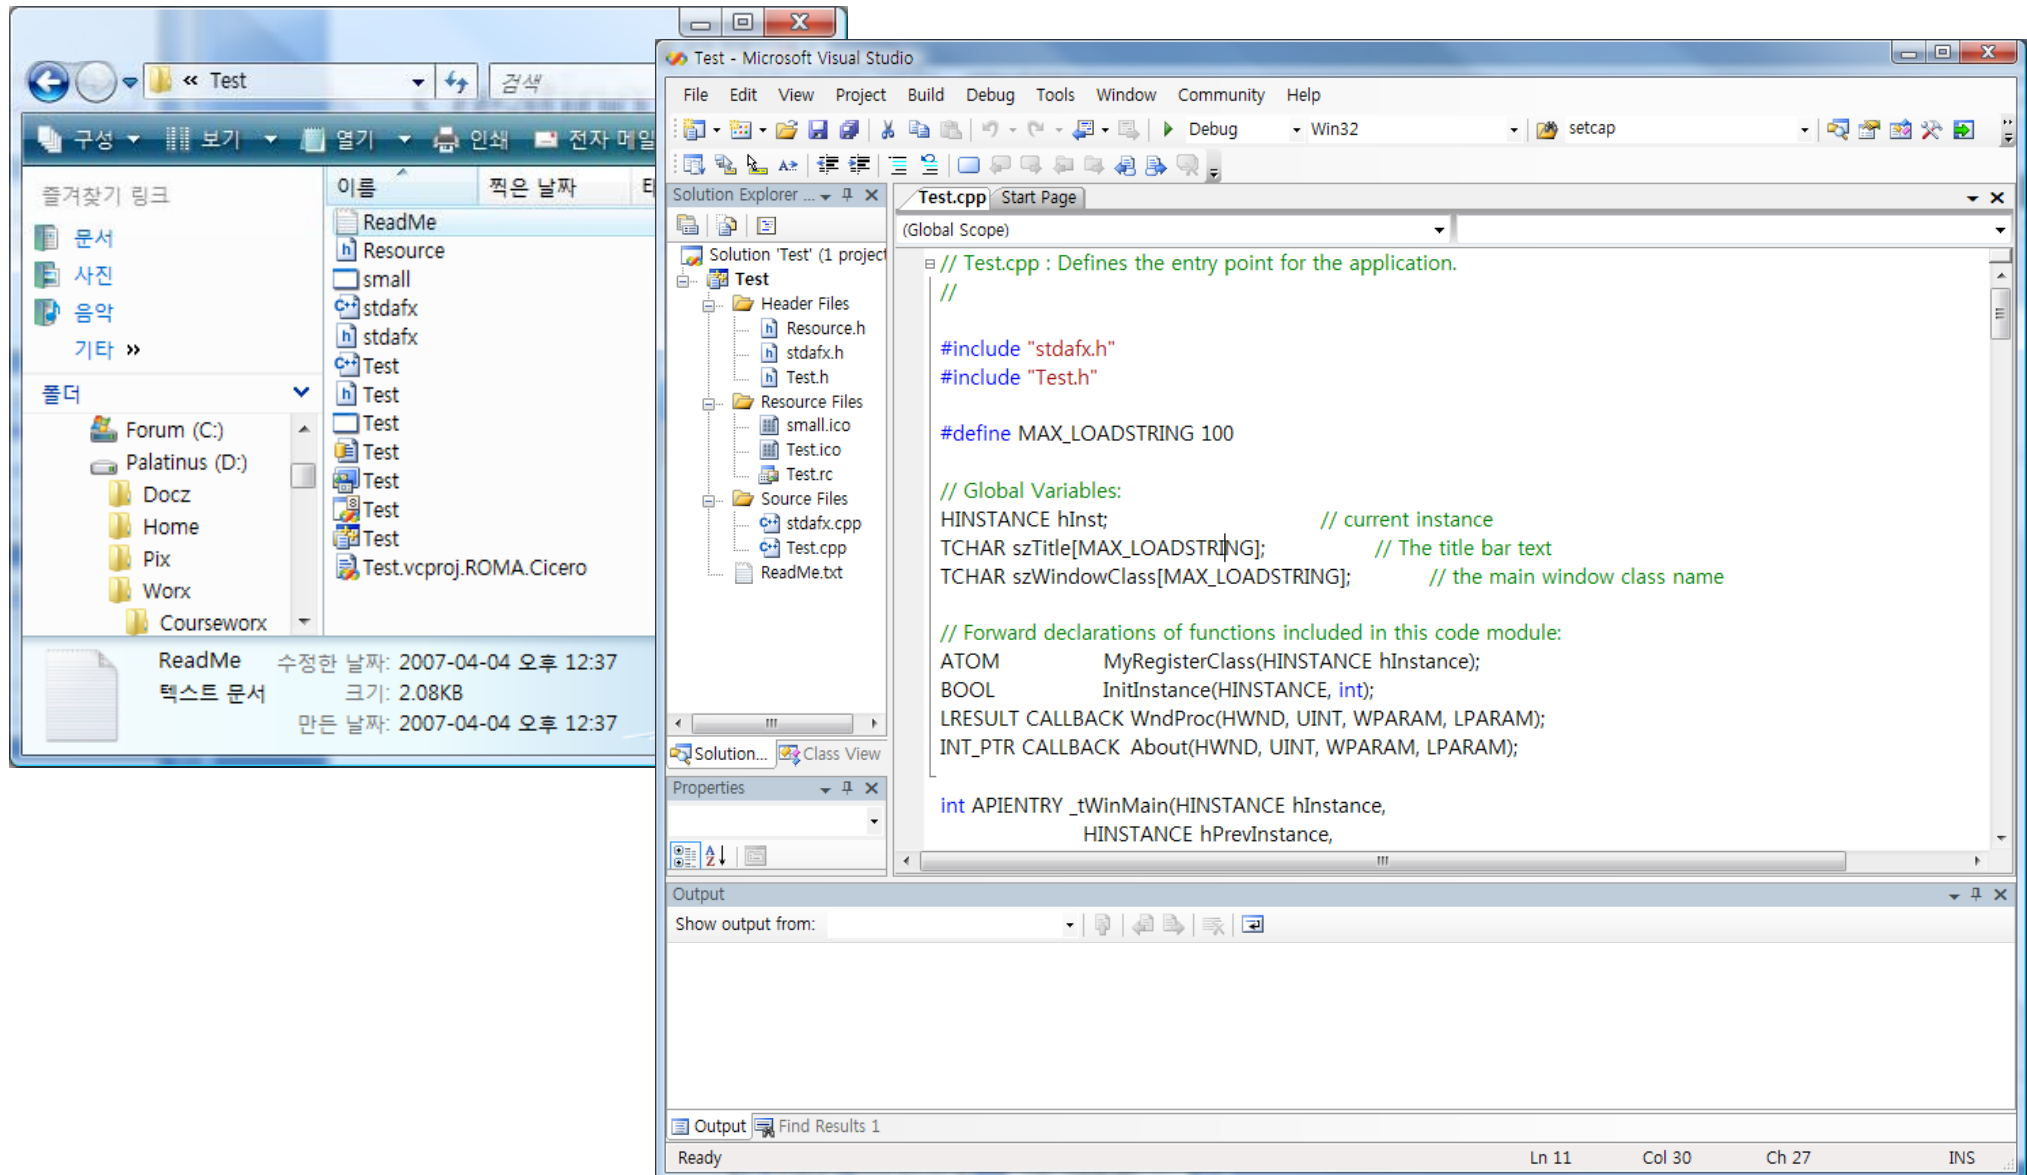 « Test
검색
구성
보기
열기
인쇄
전자 메일
즐겨찾기 링크
문서
사진
음악
기타 »
폴더
Forum (C:)
Palatinus (D:)
Docz
Home
Pix
Worx
Courseworx
이름 찍은 날짜
ReadMe
Resource
small
stdafx
stdafx
Test
Test
Test
Test
Test
Test
Test
Test.vcproj.ROMA.Cicero
ReadMe 수정한 날짜: 2007-04-04 오후 12:37
텍스트 문서 크기: 2.08KB
만든 날짜: 2007-04-04 오후 12:37
Test - Microsoft Visual Studio
File Edit View Project Build Debug Tools Window Community Help
Debug Win32 setcap
Solution Explorer ...
Solution 'Test' (1 project
Test
Header Files
Resource.h
stdafx.h
Test.h
Resource Files
small.ico
Test.ico
Test.rc
Source Files
stdafx.cpp
Test.cpp
ReadMe.txt
Solution... Class View
Properties
Test.cpp Start Page
(Global Scope)
// Test.cpp : Defines the entry point for the application.
//
#include "stdafx.h"
#include "Test.h"
#define MAX_LOADSTRING 100
// Global Variables:
HINSTANCE hInst; // current instance
TCHAR szTitle[MAX_LOADSTRING]; // The title bar text
TCHAR szWindowClass[MAX_LOADSTRING]; // the main window class name
// Forward declarations of functions included in this code module:
ATOM MyRegisterClass(HINSTANCE hInstance);
BOOL InitInstance(HINSTANCE, int);
LRESULT CALLBACK WndProc(HWND, UINT, WPARAM, LPARAM);
INT_PTR CALLBACK About(HWND, UINT, WPARAM, LPARAM);
int APIENTRY _tWinMain(HINSTANCE hInstance,
HINSTANCE hPrevInstance,
Output
Show output from:
Output Find Results 1
Ready Ln 11 Col 30 Ch 27 INS